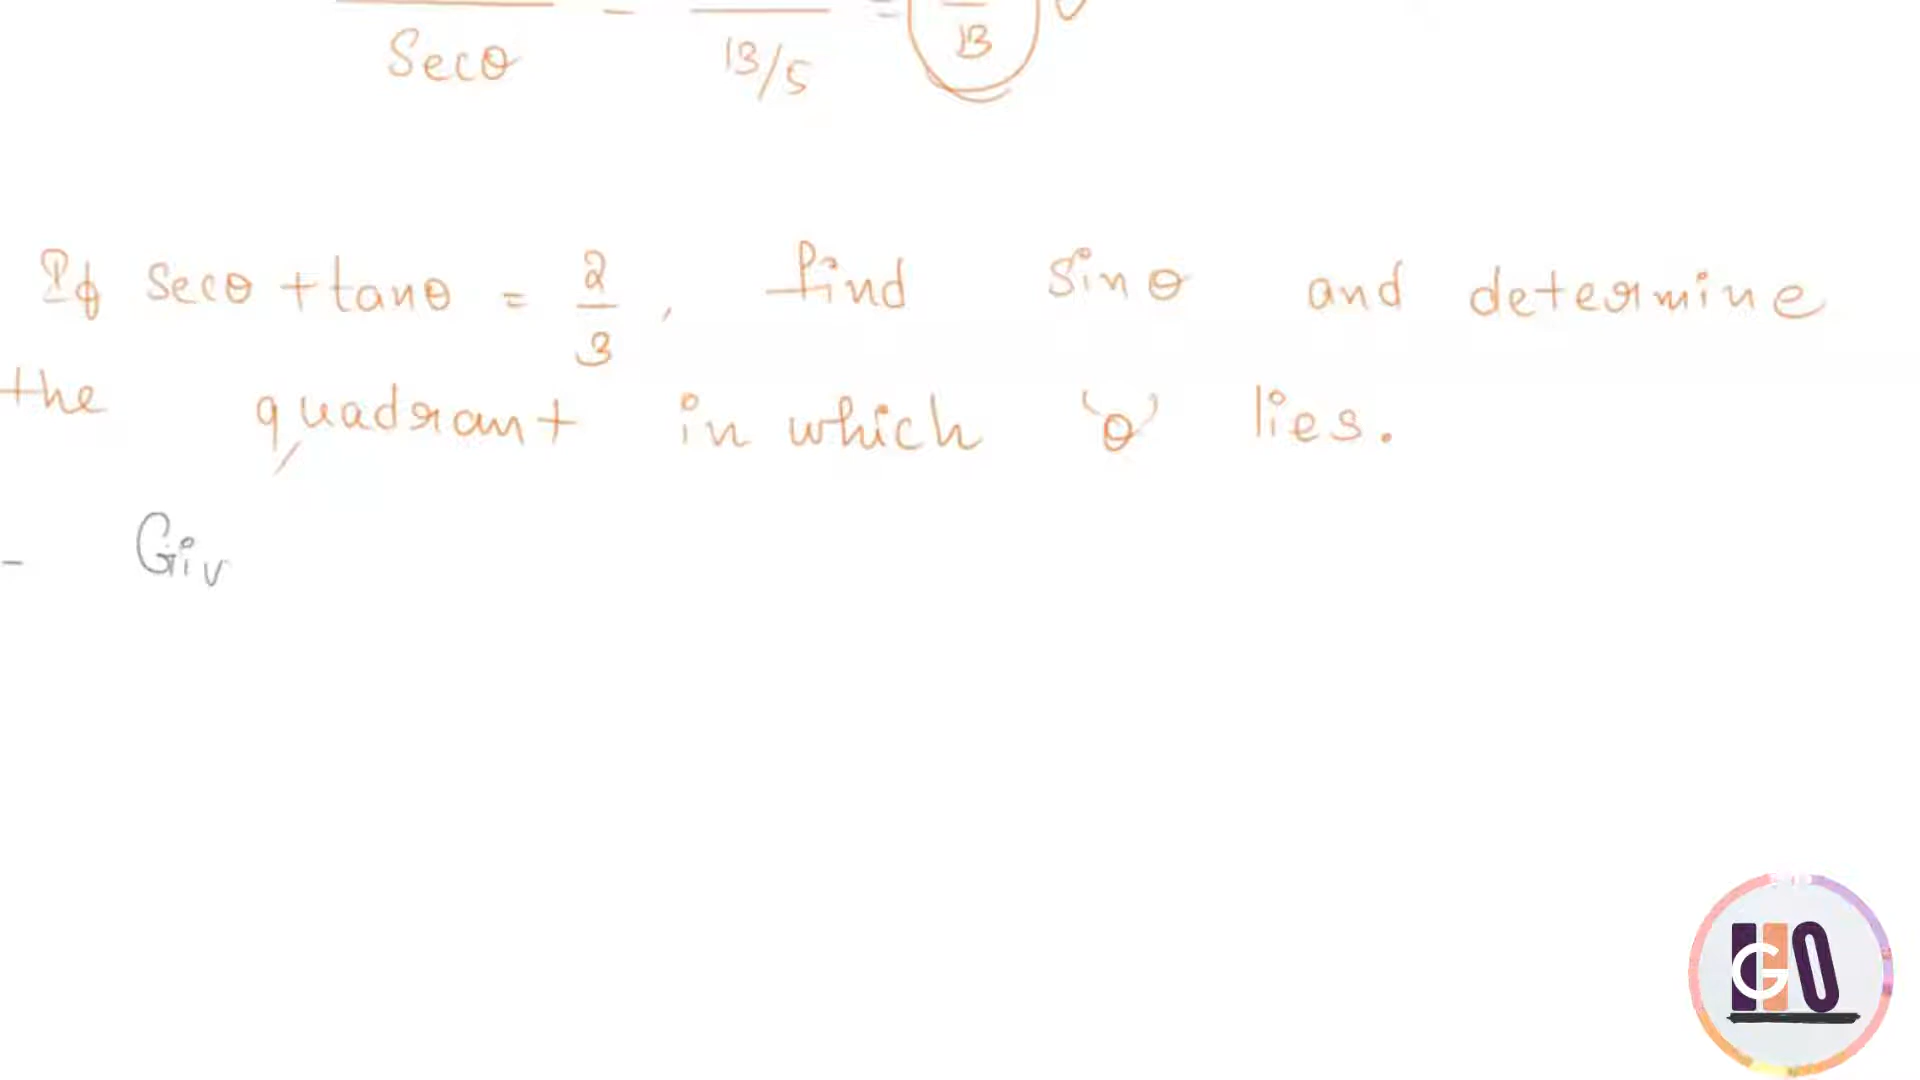 Secθ - 13/5 = 13
If secθ + tanθ = 2/3, find sinθ and determine
the quadrant in which 'θ' lies.
- Giv
GHO